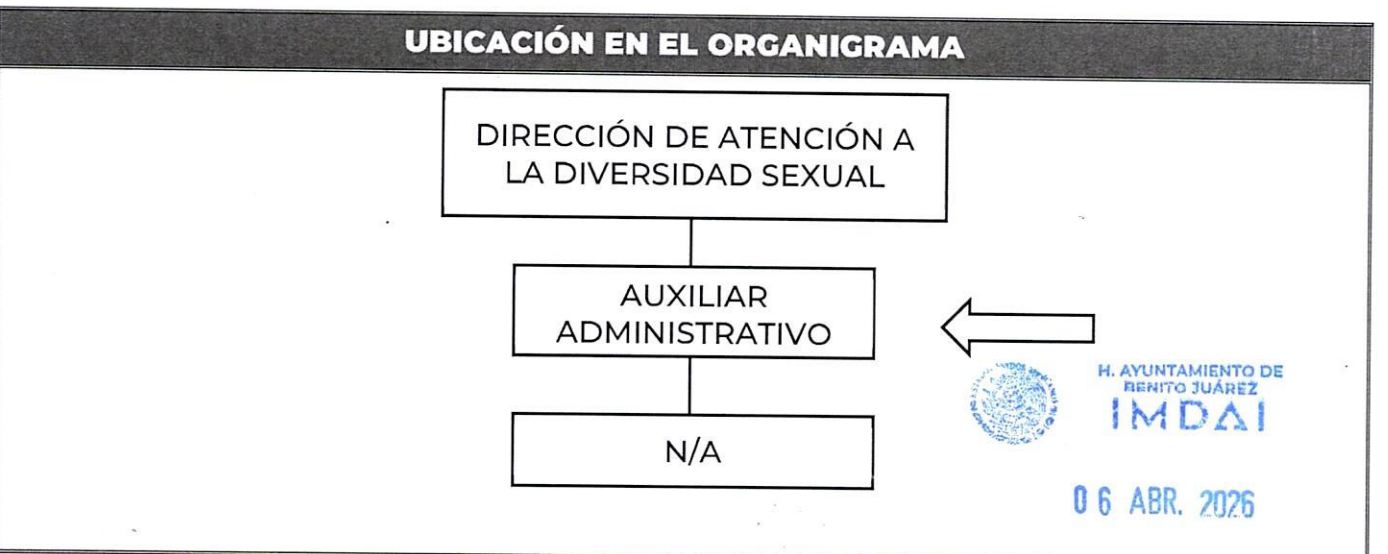 UBICACIÓN EN EL ORGANIGRAMA
DIRECCIÓN DE ATENCIÓN A
LA DIVERSIDAD SEXUAL
AUXILIAR
ADMINISTRATIVO
N/A
H. AYUNTAMIENTO DE
BENITO JUÁREZ
IMDAI
06 ABR. 2026